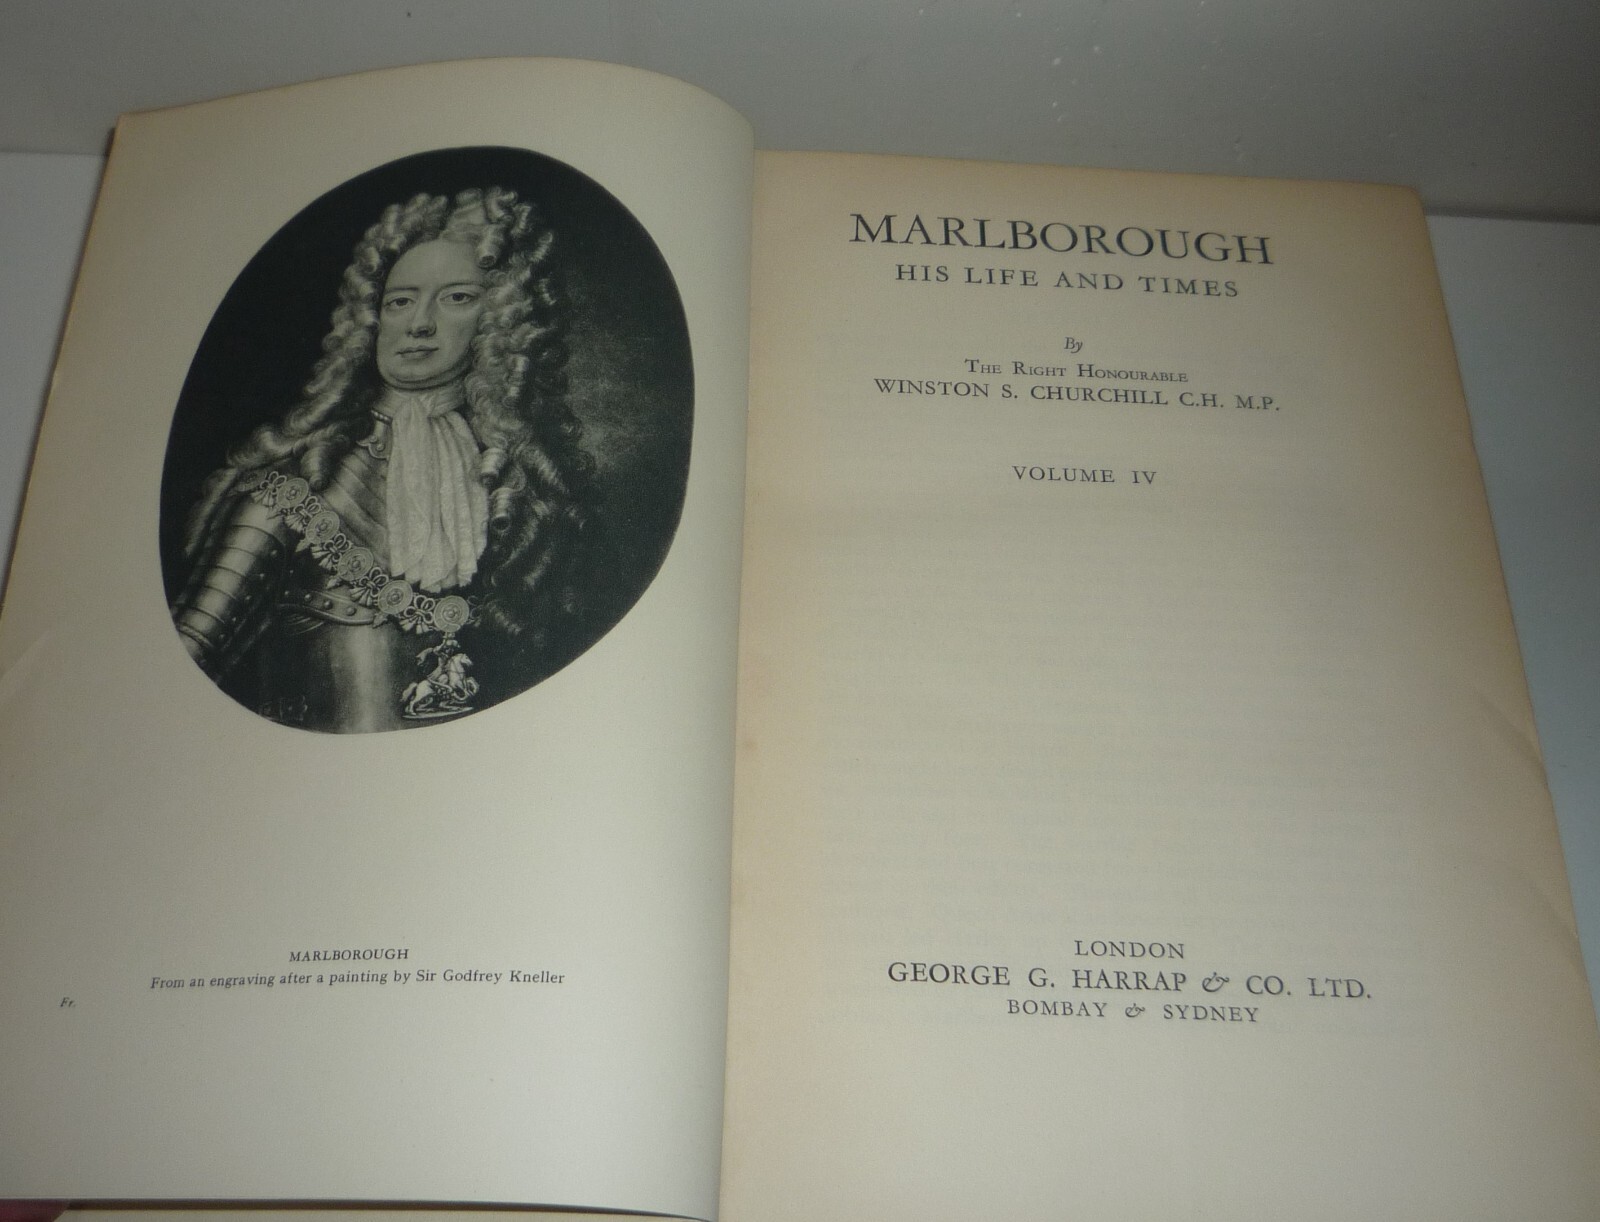 MARLBOROUGH
From an engraving after a painting by Sir Godfrey Kneller
Fr.
MARLBOROUGH
HIS LIFE AND TIMES
By
THE RIGHT HONOURABLE
WINSTON S. CHURCHILL C.H. M.P.
VOLUME IV
LONDON
GEORGE G. HARRAP & CO. LTD.
BOMBAY & SYDNEY